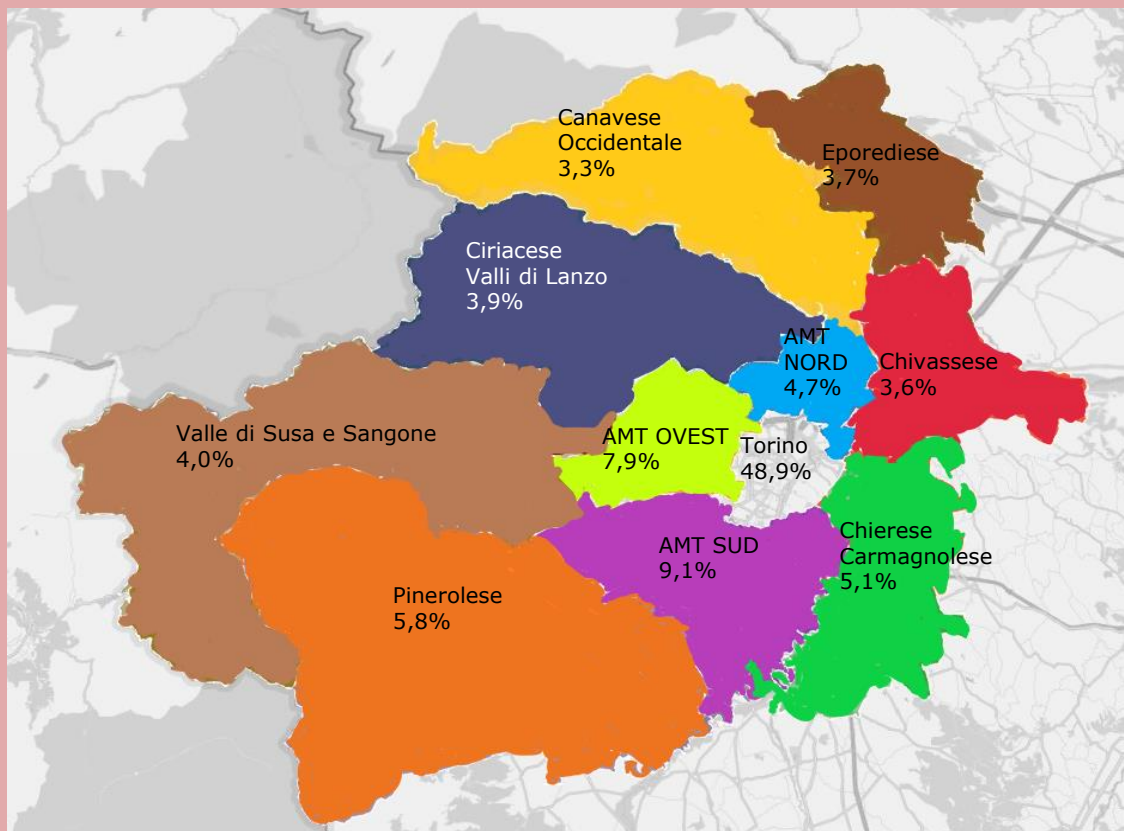 Canavese
Occidentale
3,3%
Eporediese
3,7%
Ciriacese
Valli di Lanzo
3,9%
AMT
NORD
4,7%
Chivassese
3,6%
Valle di Susa e Sangone
4,0%
AMT OVEST
7,9%
Torino
48,9%
Chierese
Carmagnolese
5,1%
AMT SUD
9,1%
Pinerolese
5,8%